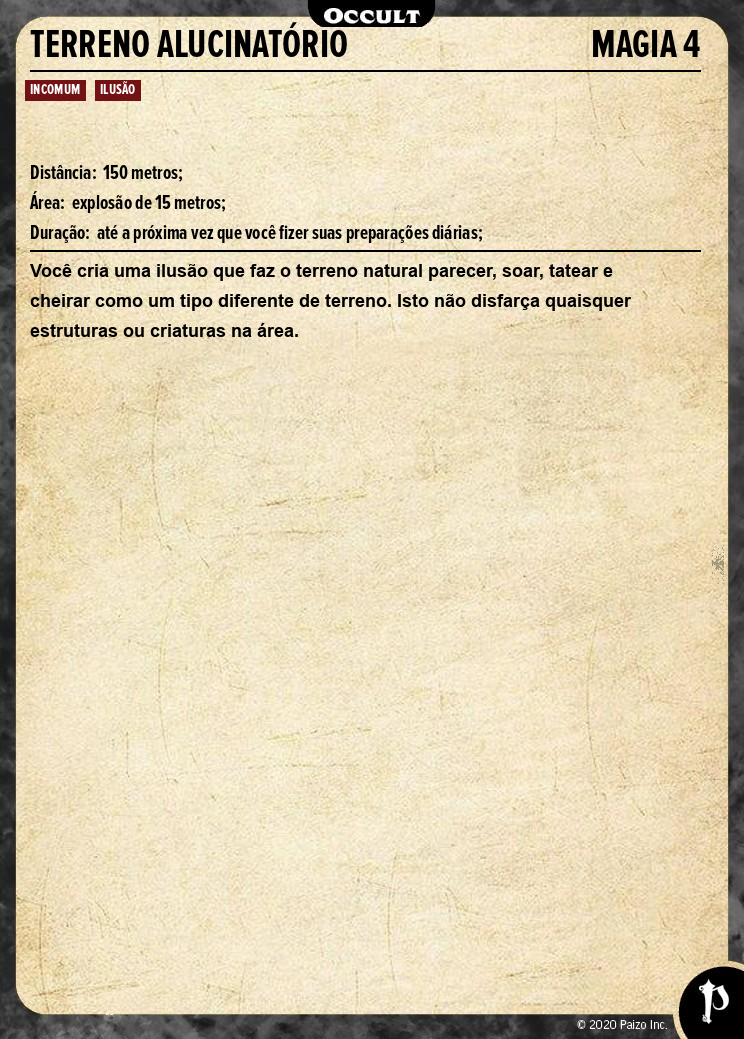 OCCULT
TERRENO ALUCINATÓRIO MAGIA 4
INCOMUM ILUSÃO
Distância: 150 metros;
Área: explosão de 15 metros;
Duração: até a próxima vez que você fizer suas preparações diárias;
Você cria uma ilusão que faz o terreno natural parecer, soar, tatear e
cheirar como um tipo diferente de terreno. Isto não disfarça quaisquer
estruturas ou criaturas na área.
© 2020 Paizo Inc.
P